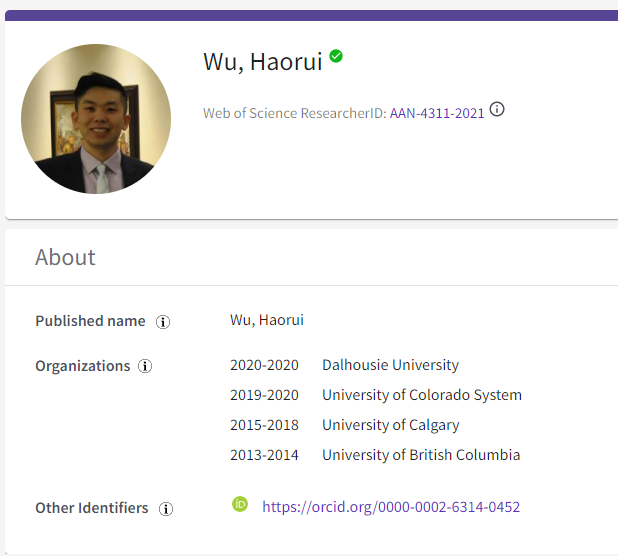 Wu, Haorui
Web of Science ResearcherID: AAN-4311-2021
About
Published name Wu, Haorui
Organizations 2020-2020 Dalhousie University
2019-2020 University of Colorado System
2015-2018 University of Calgary
2013-2014 University of British Columbia
Other Identifiers iD https://orcid.org/0000-0002-6314-0452